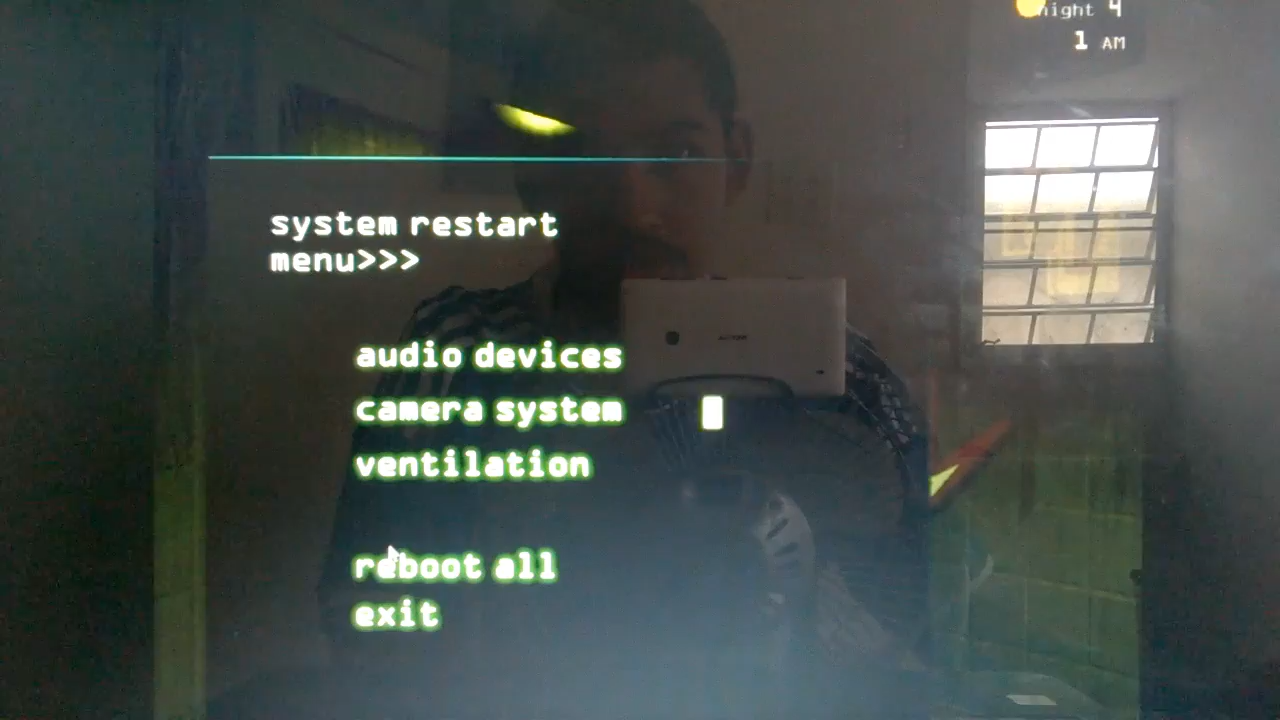 night 4
1 AM
system restart
menu>>>
audio devices
camera system
ventilation
reboot all
exit